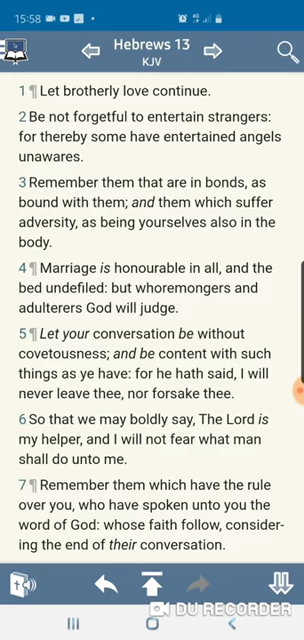 15:58
Hebrews 13
KJV
1 ¶ Let brotherly love continue.
2 Be not forgetful to entertain strangers:
for thereby some have entertained angels
unawares.
3 Remember them that are in bonds, as
bound with them; and them which suffer
adversity, as being yourselves also in the
body.
4 ¶ Marriage is honourable in all, and the
bed undefiled: but whoremongers and
adulterers God will judge.
5 ¶ Let your conversation be without
covetousness; and be content with such
things as ye have: for he hath said, I will
never leave thee, nor forsake thee.
6 So that we may boldly say, The Lord is
my helper, and I will not fear what man
shall do unto me.
7 ¶ Remember them which have the rule
over you, who have spoken unto you the
word of God: whose faith follow, consider-
ing the end of their conversation.
DU RECORDER